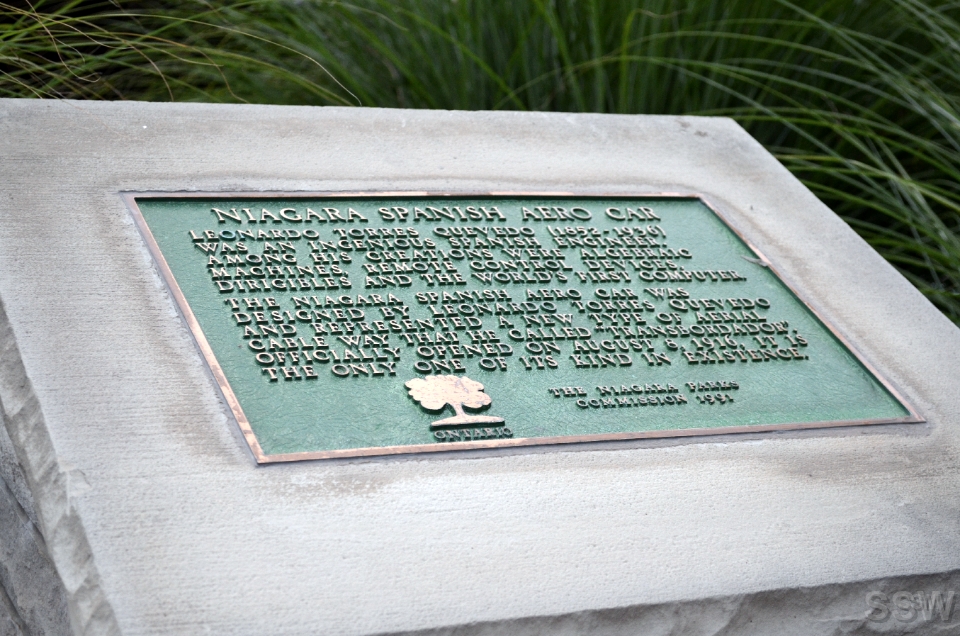 NIAGARA SPANISH AERO CAR
LEONARDO TORRES QUEVEDO (1852-1936)
WAS AN INGENIOUS SPANISH ENGINEER.
AMONG HIS CREATIONS WERE ALGEBRAIC
MACHINES, REMOTE CONTROL DEVICES,
DIRIGIBLES AND THE WORLD'S FIRST COMPUTER.
THE NIAGARA SPANISH AERO CAR WAS
DESIGNED BY LEONARDO TORRES QUEVEDO
AND REPRESENTED A NEW TYPE OF AERIAL
CABLE WAY THAT HE CALLED "TRANSBORDADOR".
OFFICIALLY OPENED ON AUGUST 8, 1916, IT IS
THE ONLY ONE OF ITS KIND IN EXISTENCE.
THE NIAGARA PARKS
COMMISSION 1991
ONTARIO
SSW